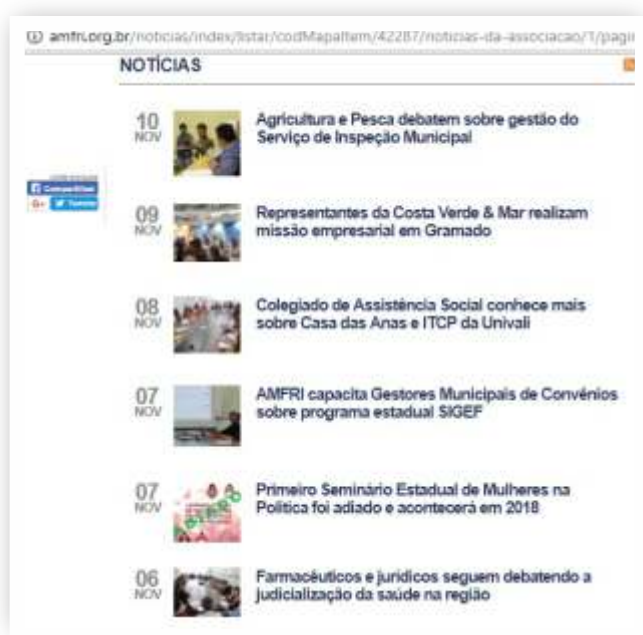 amfri.org.br/noticias/index/listar/codMapaItem/42287/noticias-da-associacao/1/pagi
NOTÍCIAS
10
NOV
Agricultura e Pesca debatem sobre gestão do
Serviço de Inspeção Municipal
Compartilhar
G+ Tweete
09
NOV
Representantes da Costa Verde & Mar realizam
missão empresarial em Gramado
08
NOV
Colegiado de Assistência Social conhece mais
sobre Casa das Anas e ITCP da Univali
07
NOV
AMFRI capacita Gestores Municipais de Convênios
sobre programa estadual SIGEF
07
NOV
Primeiro Seminário Estadual de Mulheres na
Política foi adiado e acontecerá em 2018
06
NOV
Farmacêuticos e jurídicos seguem debatendo a
judicialização da saúde na região